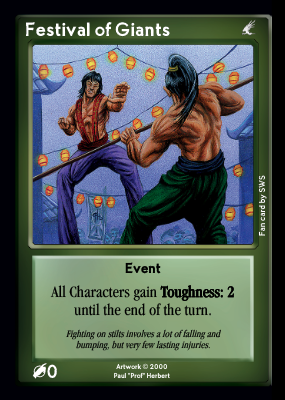 Festival of Giants
Fan card by SWS
Event
All Characters gain Toughness: 2
until the end of the turn.
Fighting on stilts involves a lot of falling and
bumping, but very few lasting injuries.
0
Artwork © 2000
Paul "Prof" Herbert